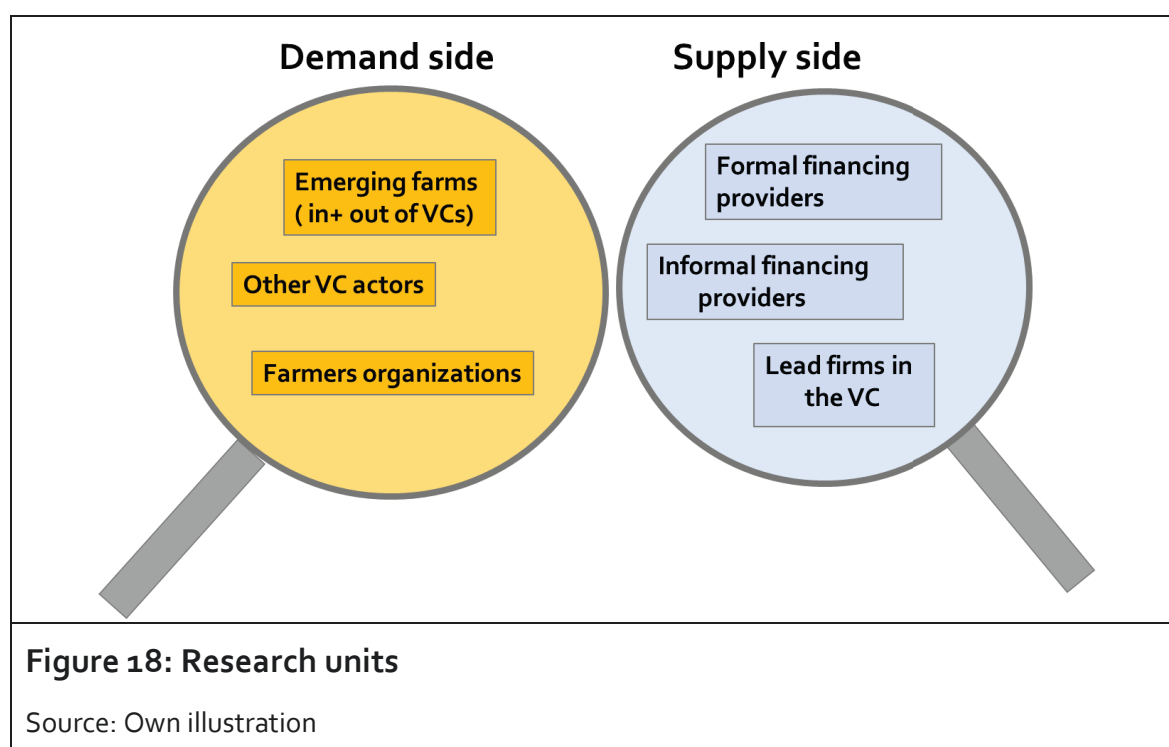 Demand side
Supply side
Emerging farms
( in+ out of VCs)
Other VC actors
Farmers organizations
Formal financing
providers
Informal financing
providers
Lead firms in
the VC
Figure 18: Research units
Source: Own illustration